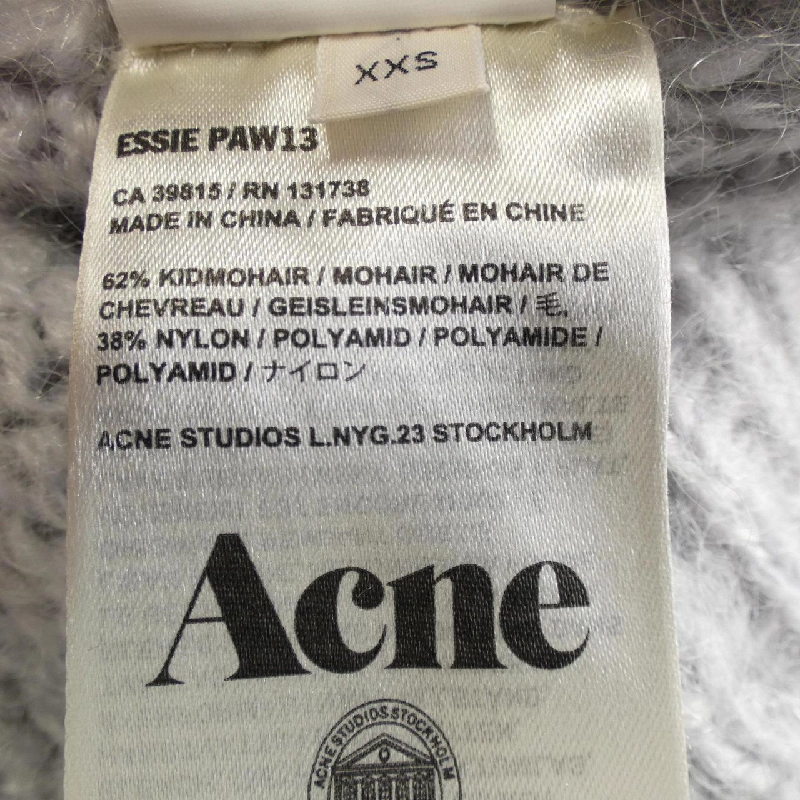 XXS
ESSIE PAW13
CA 39815 / RN 131738
MADE IN CHINA / FABRIQUÉ EN CHINE
62% KIDMOHAIR / MOHAIR / MOHAIR DE
CHEVREAU / GEISLEINSMOHAIR / 毛,
38% NYLON / POLYAMID / POLYAMIDE /
POLYAMID / ナイロン
ACNE STUDIOS L.NYG.23 STOCKHOLM
Acne
ACNE STUDIOS STOCKHOLM